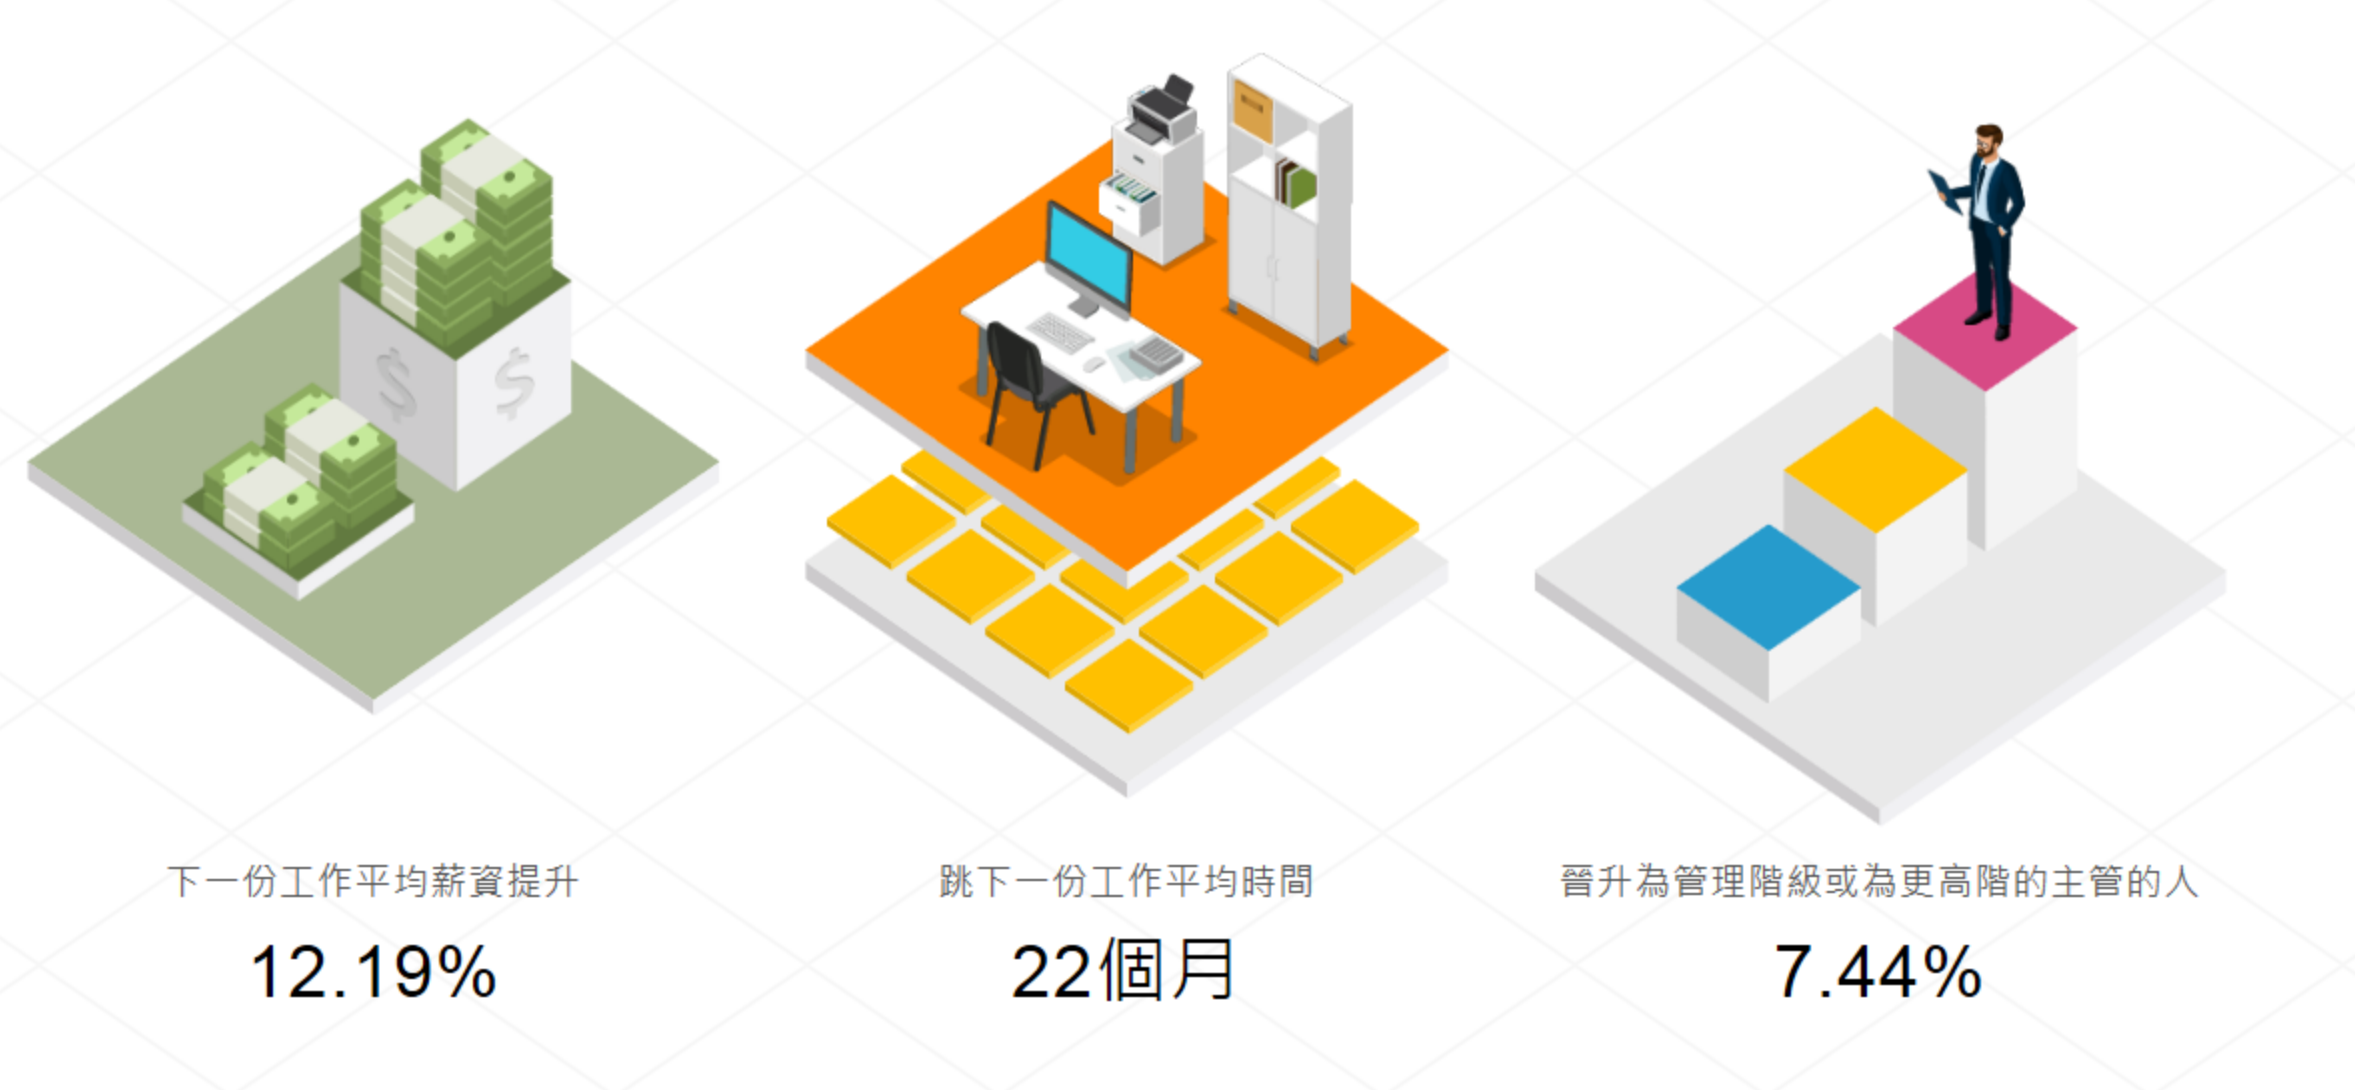 下一份工作平均薪資提升
12.19%
跳下一份工作平均時間
22個月
晉升為管理階級或為更高階的主管的人
7.44%